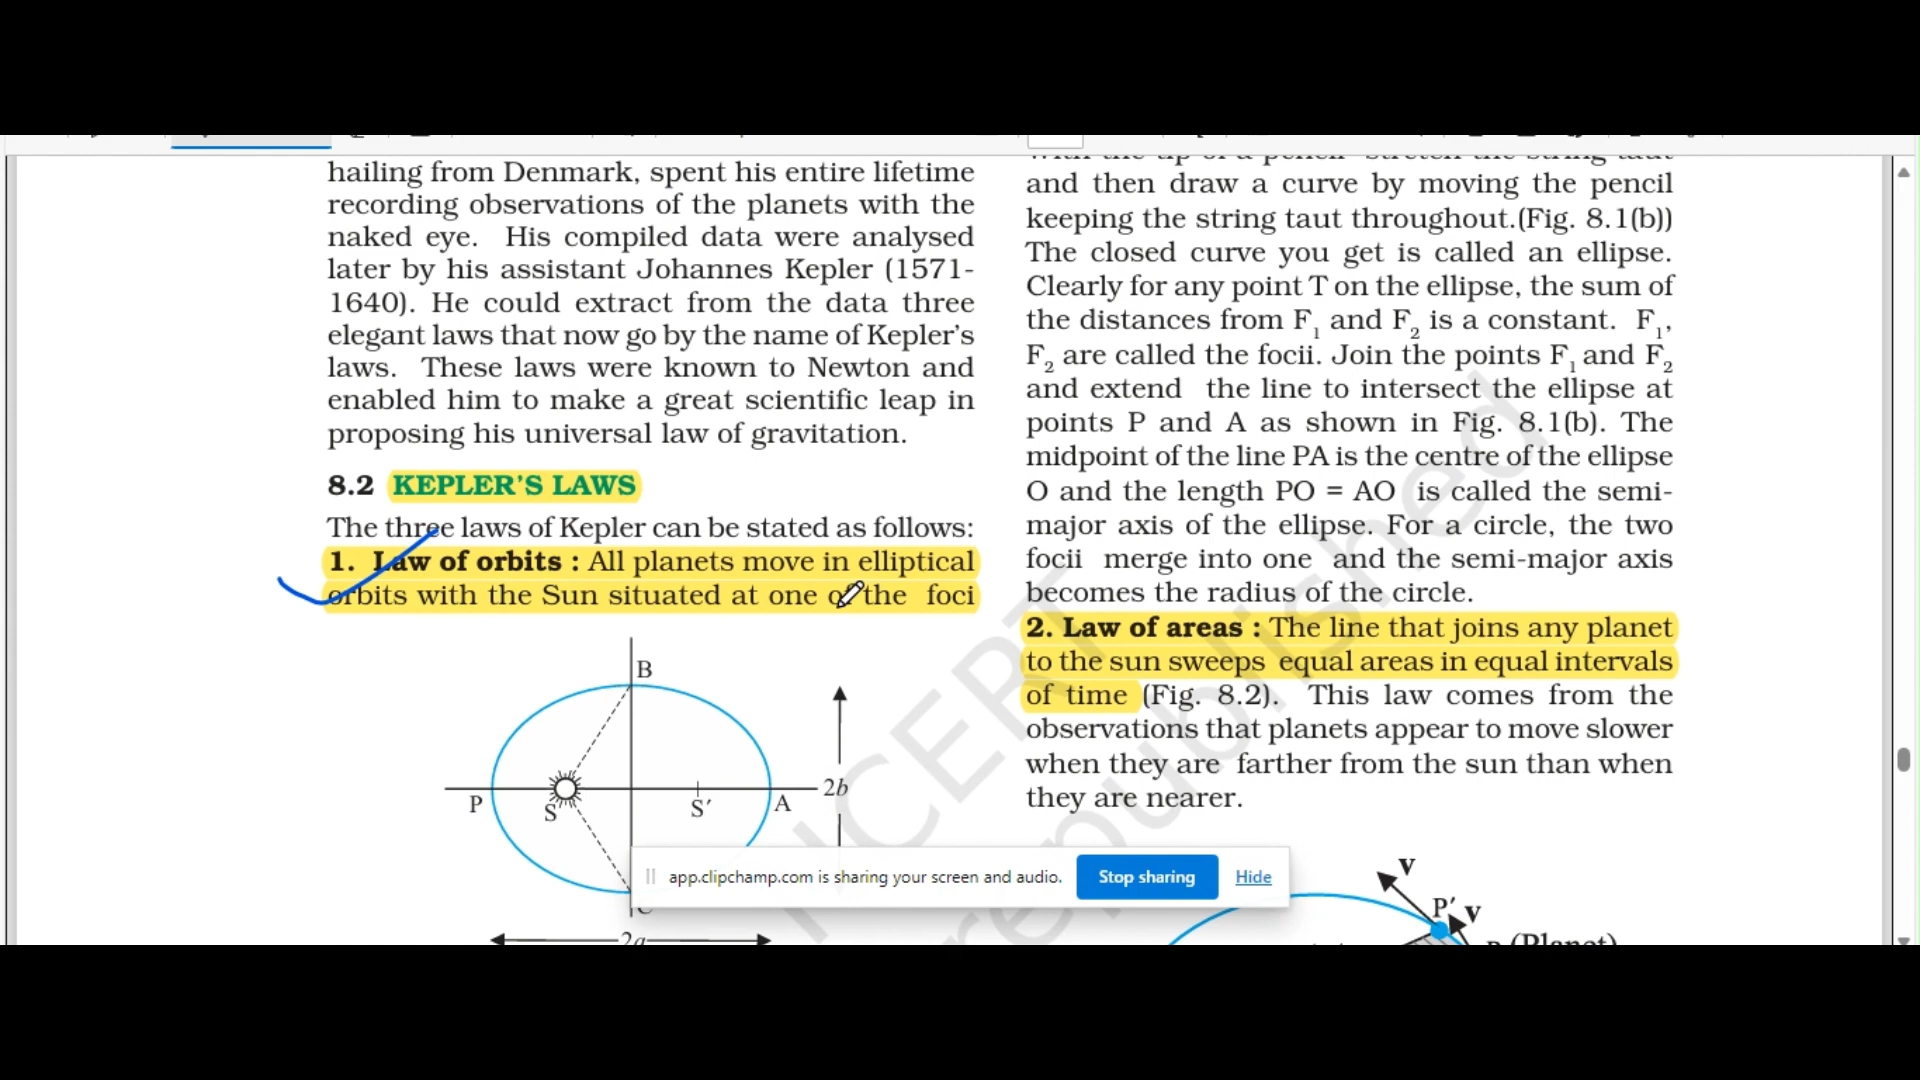 hailing from Denmark, spent his entire lifetime
recording observations of the planets with the
naked eye. His compiled data were analysed
later by his assistant Johannes Kepler (1571-
1640). He could extract from the data three
elegant laws that now go by the name of Kepler's
laws. These laws were known to Newton and
enabled him to make a great scientific leap in
proposing his universal law of gravitation.
8.2 KEPLER'S LAWS
The three laws of Kepler can be stated as follows:
1. Law of orbits : All planets move in elliptical
orbits with the Sun situated at one of the foci
B
P
S
S′
A
2b
C
2a
with the tip of a pencil stretch the string taut
and then draw a curve by moving the pencil
keeping the string taut throughout.(Fig. 8.1(b))
The closed curve you get is called an ellipse.
Clearly for any point T on the ellipse, the sum of
the distances from F₁ and F₂ is a constant. F₁,
F₂ are called the focii. Join the points F₁ and F₂
and extend the line to intersect the ellipse at
points P and A as shown in Fig. 8.1(b). The
midpoint of the line PA is the centre of the ellipse
O and the length PO = AO is called the semi-
major axis of the ellipse. For a circle, the two
focii merge into one and the semi-major axis
becomes the radius of the circle.
2. Law of areas : The line that joins any planet
to the sun sweeps equal areas in equal intervals
of time (Fig. 8.2). This law comes from the
observations that planets appear to move slower
when they are farther from the sun than when
they are nearer.
v
P′ v
(Planet)
app.clipchamp.com is sharing your screen and audio.
Stop sharing
Hide
NCERT
republished